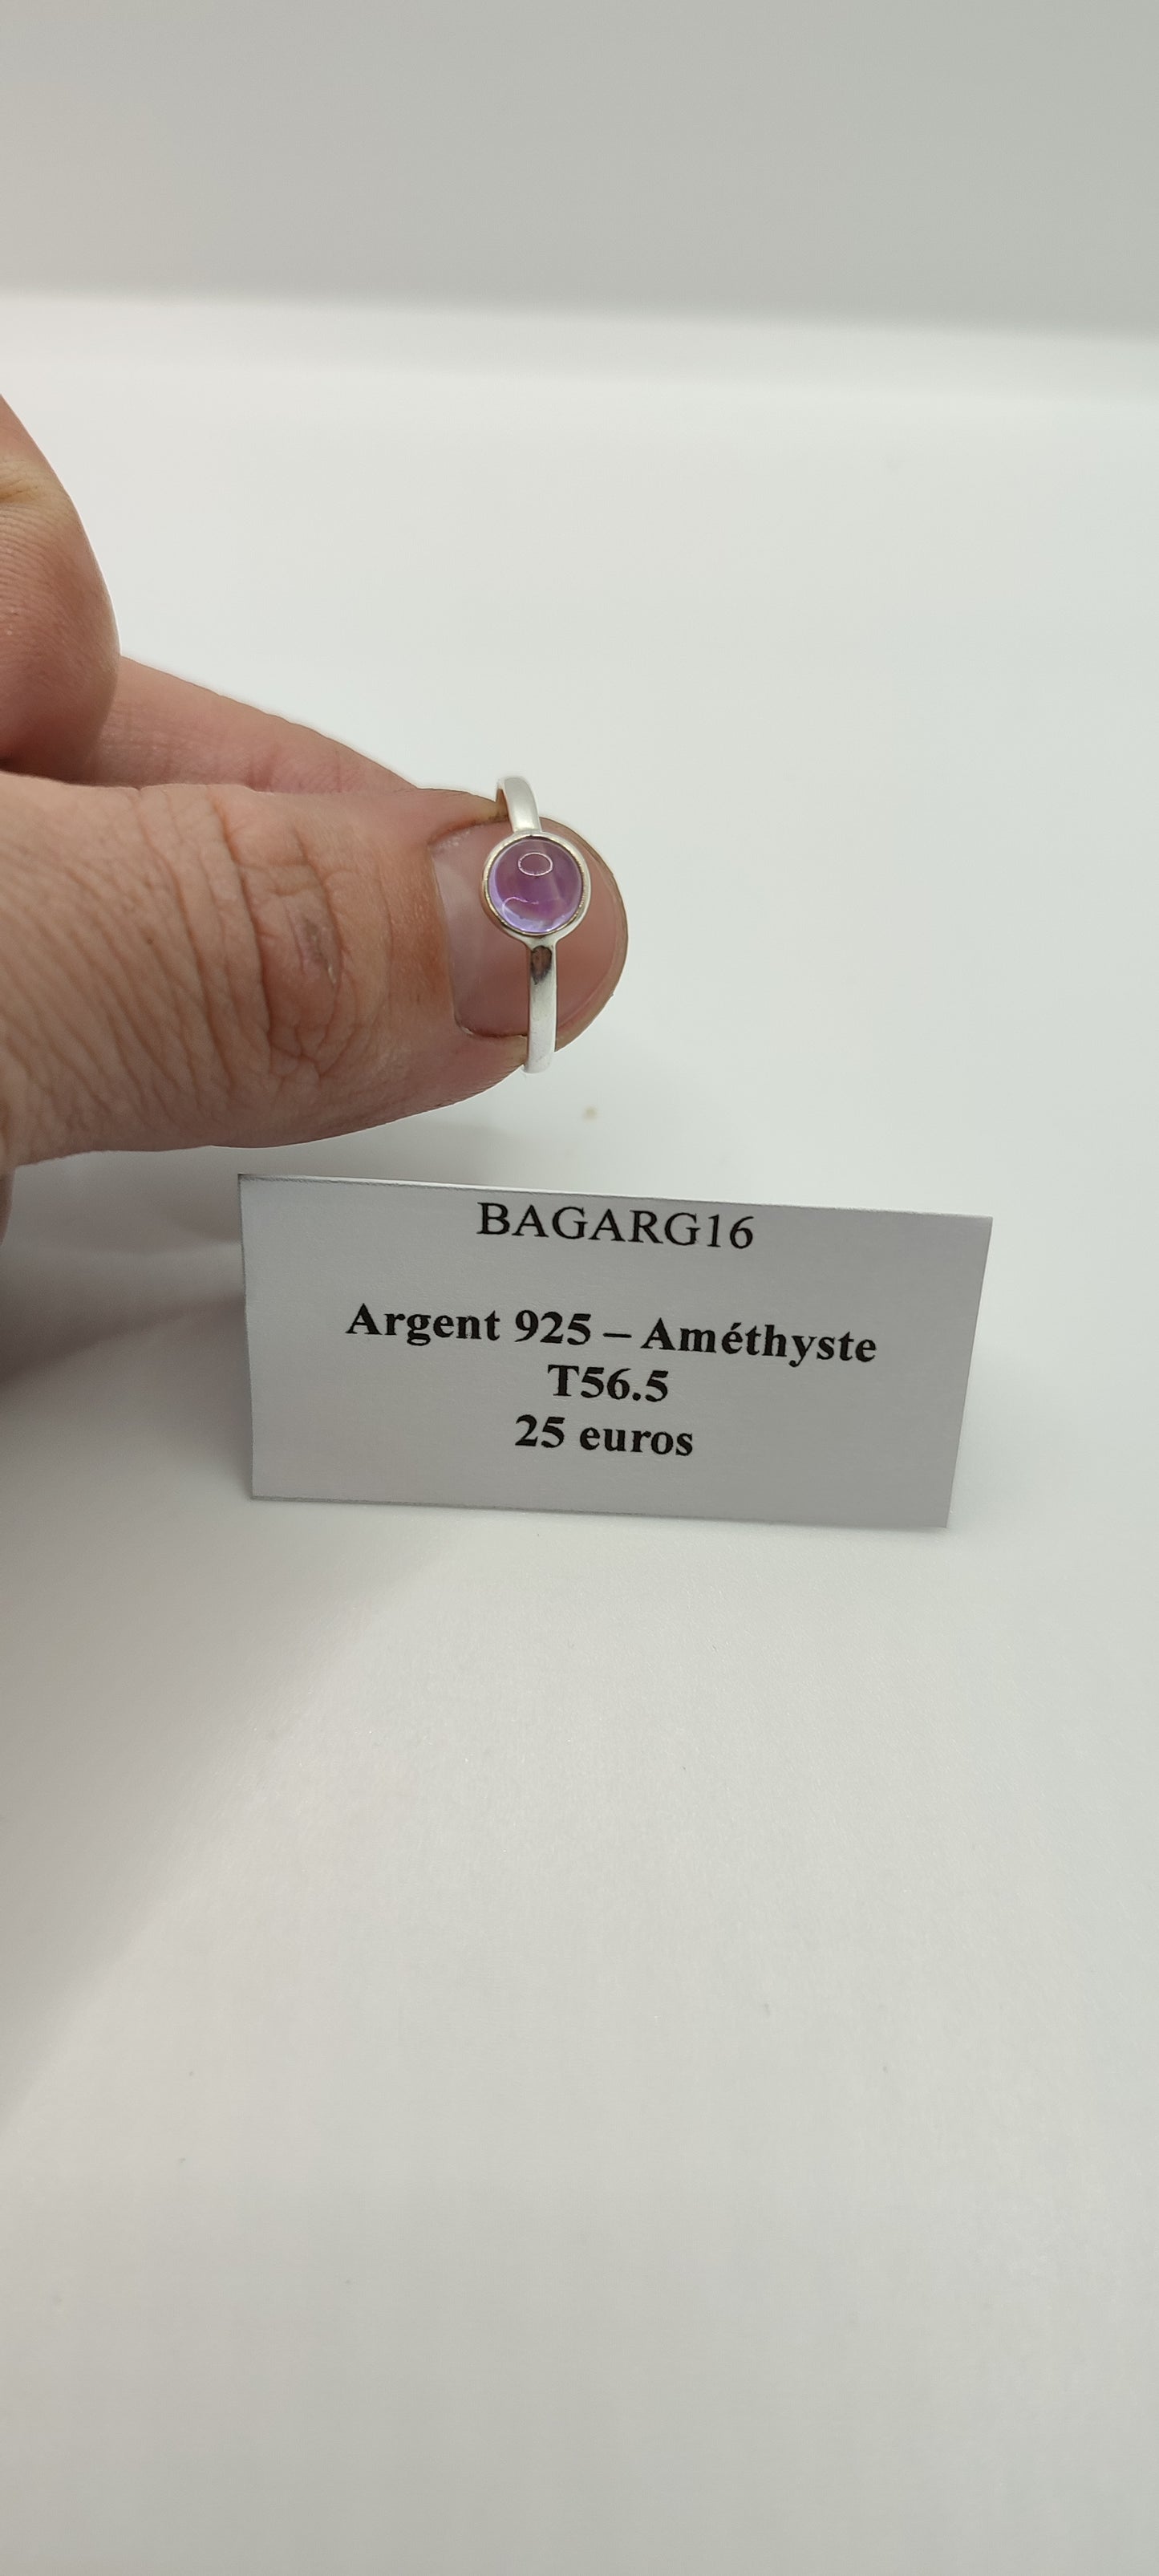 BAGARG16
Argent 925 – Améthyste
T56.5
25 euros